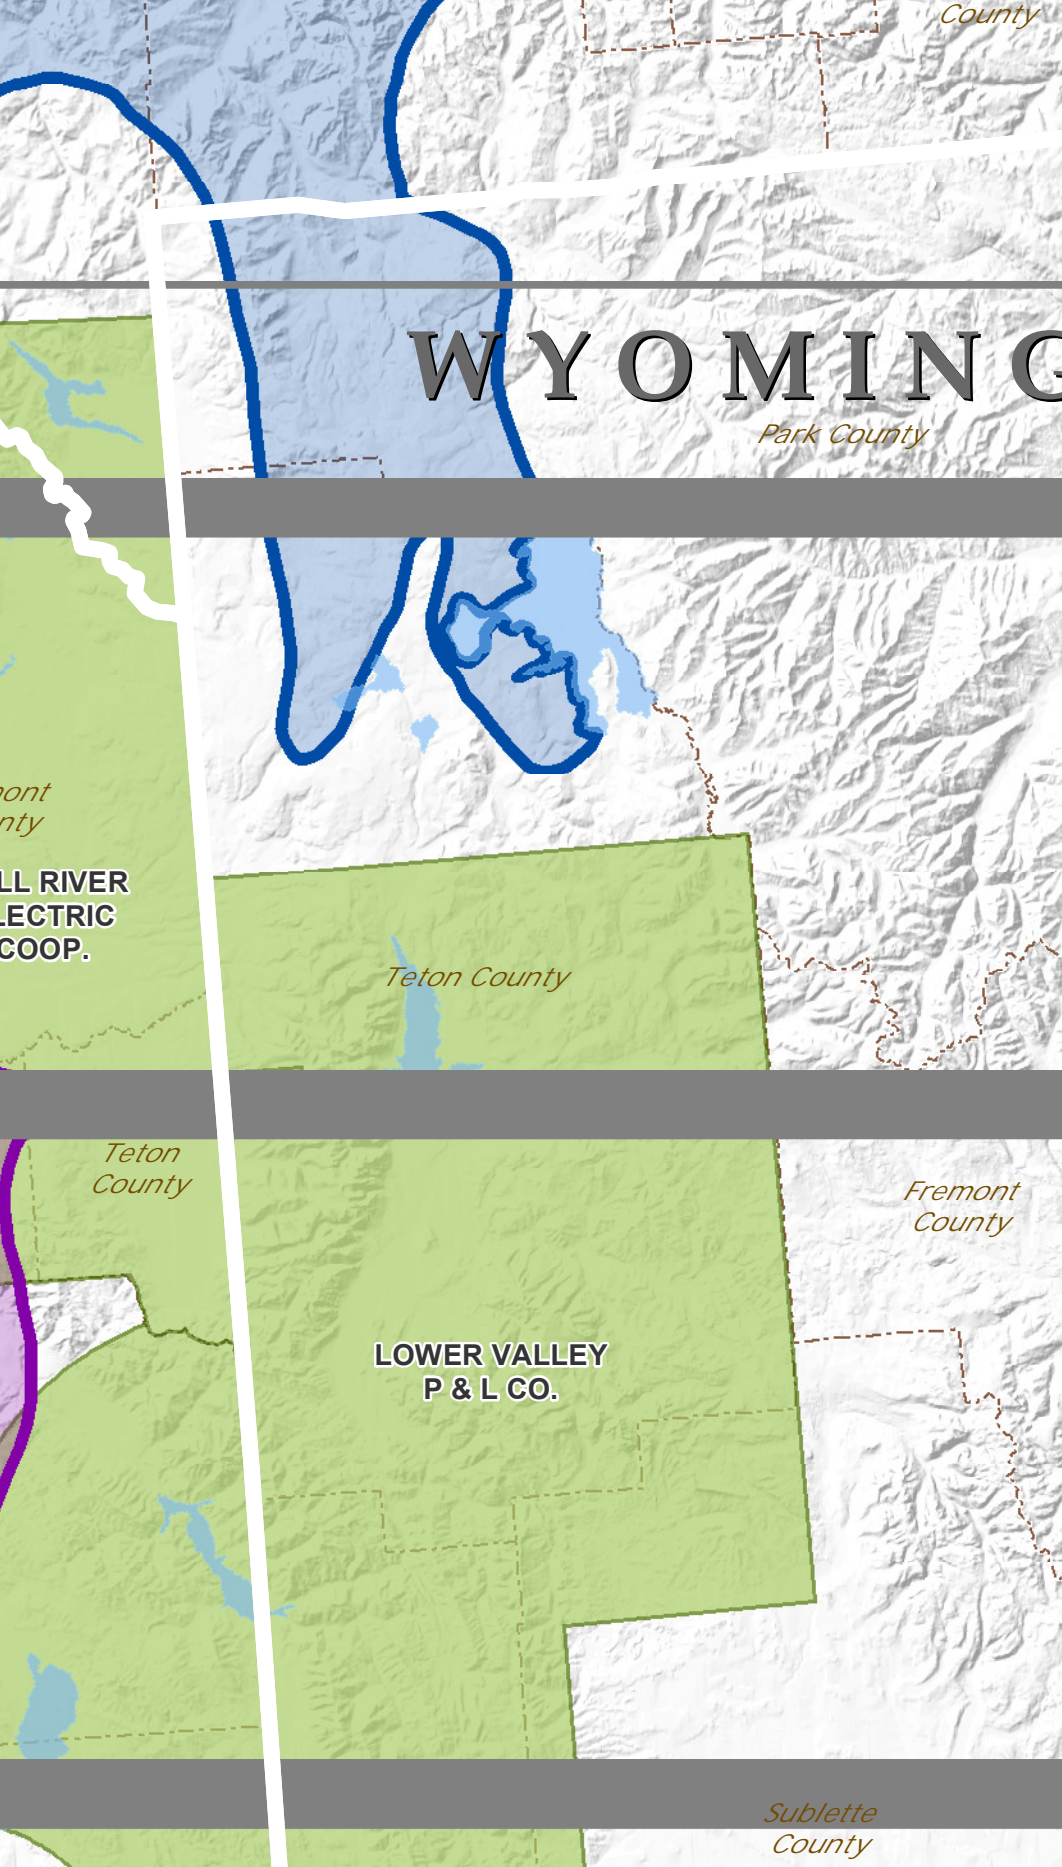 County
WYOMING
Park County
ont
nty
LL RIVER
LECTRIC
COOP.
Teton County
Teton
County
Fremont
County
LOWER VALLEY
P & L CO.
Sublette
County